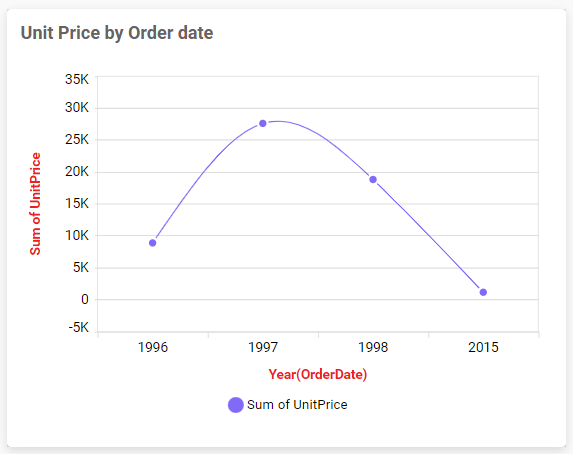 Unit Price by Order date
35K
30K
25K
20K
15K
10K
5K
0
-5K
Sum of UnitPrice
1996 1997 1998 2015
Year(OrderDate)
Sum of UnitPrice